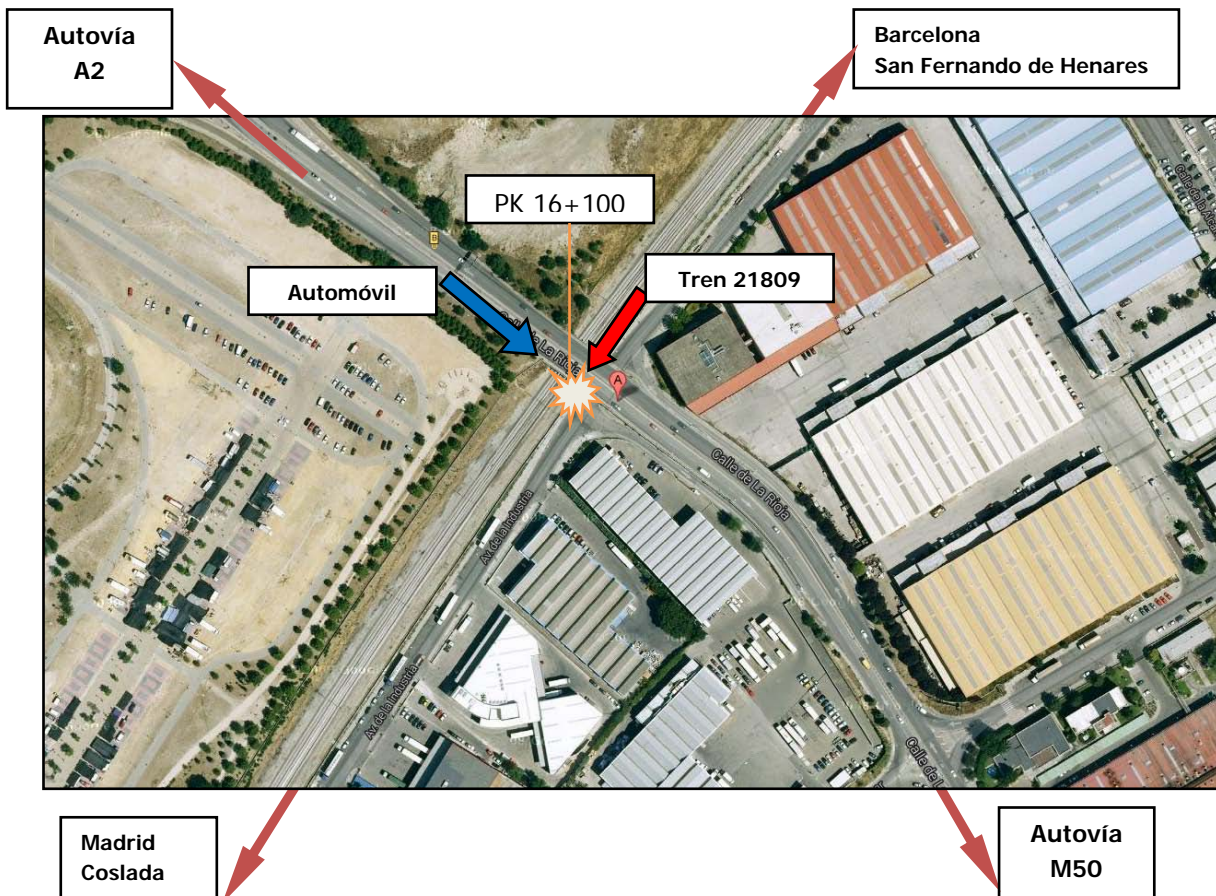 Autovía
A2
Barcelona
San Fernando de Henares
PK 16+100
Automóvil
Tren 21809
Calle de La Rioja
A
Calle de La Rioja
Av. de la Industria
Av. de la Industria
Madrid
Coslada
Autovía
M50